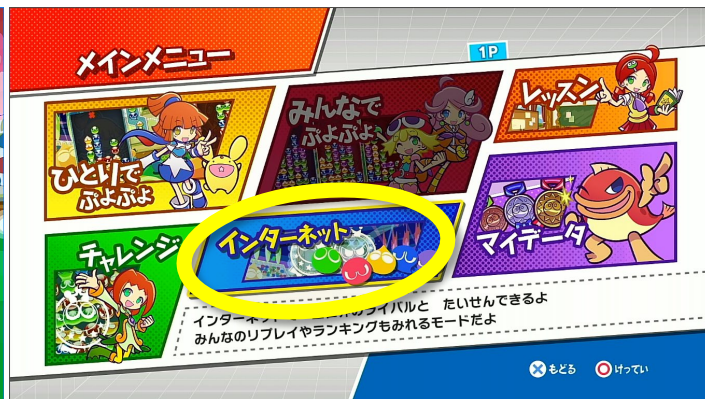 メインメニュー
1P
ひとりで
ぷよぷよ
みんなで
ぷよぷよ
レッスン
チャレンジ
インターネット
マイデータ
インターネット のライバルと たいせんできるよ
みんなのリプレイやランキングもみれるモードだよ
もどる
けってい